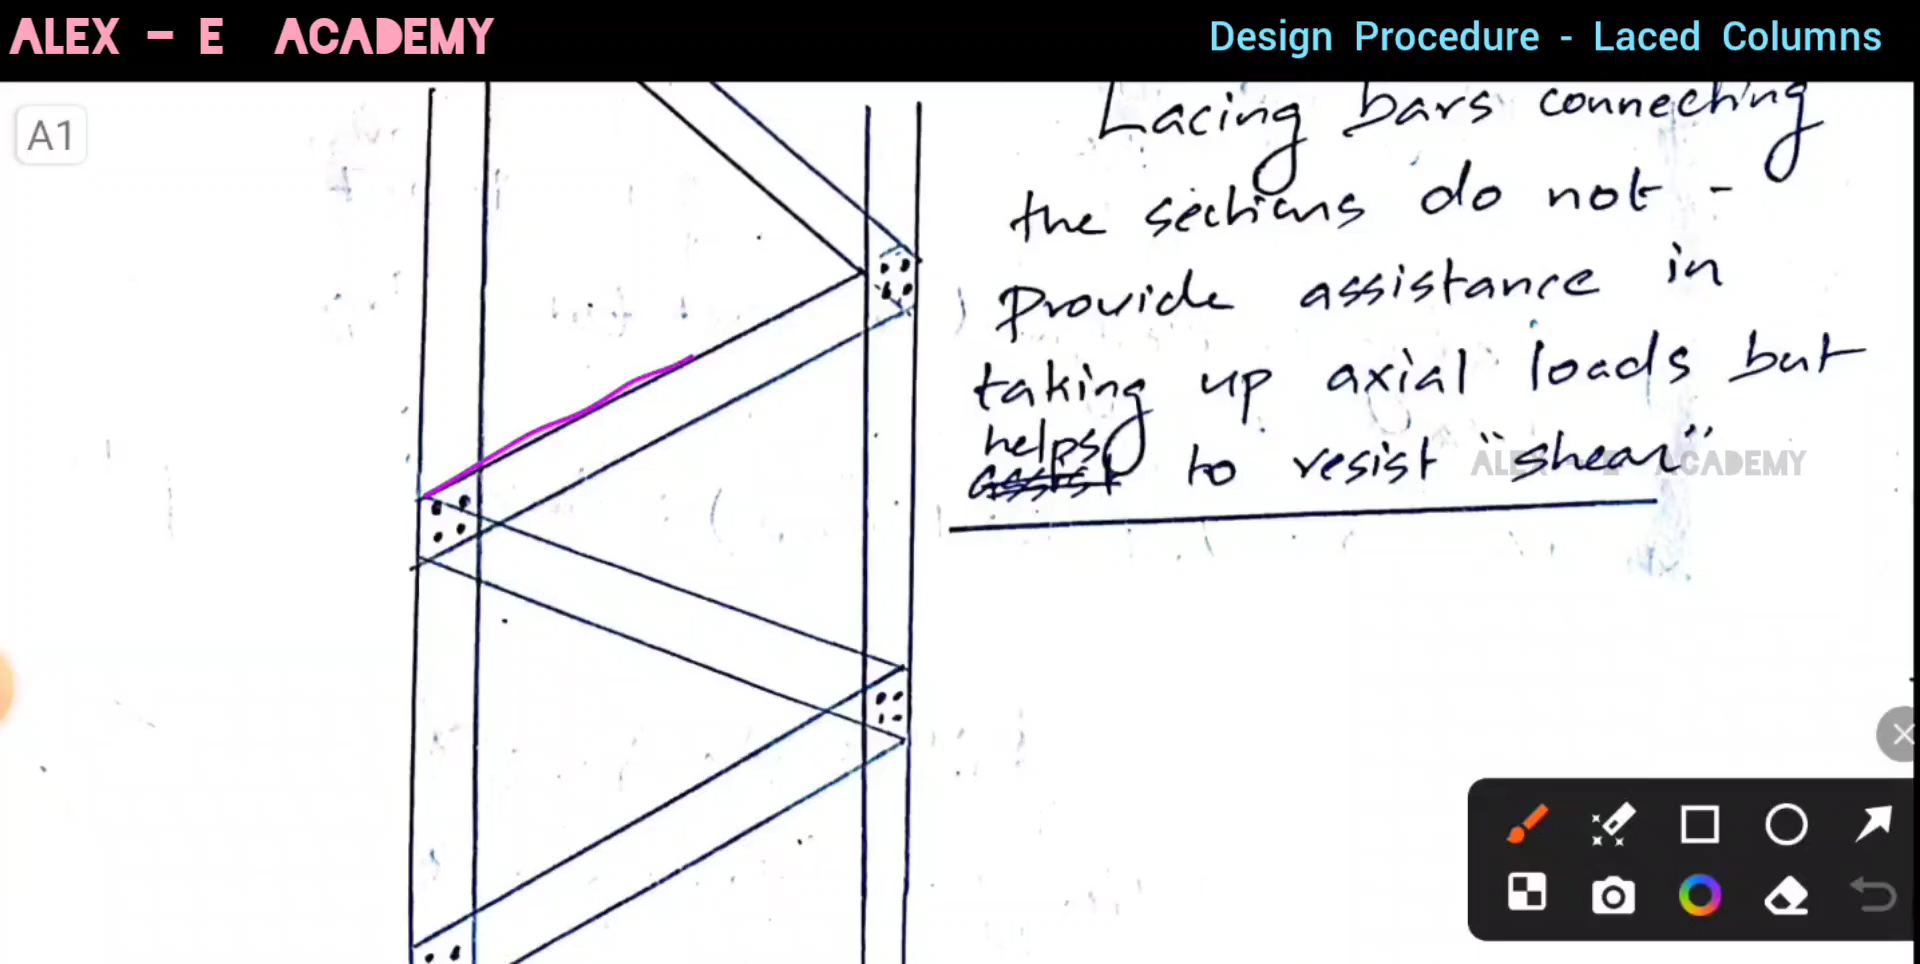 ALEX - E ACADEMY
Design Procedure - Laced Columns
A1
Lacing bars connecting
the sections do not -
provide assistance in
taking up axial loads but
helps to resist "shear"
ALEX - E ACADEMY